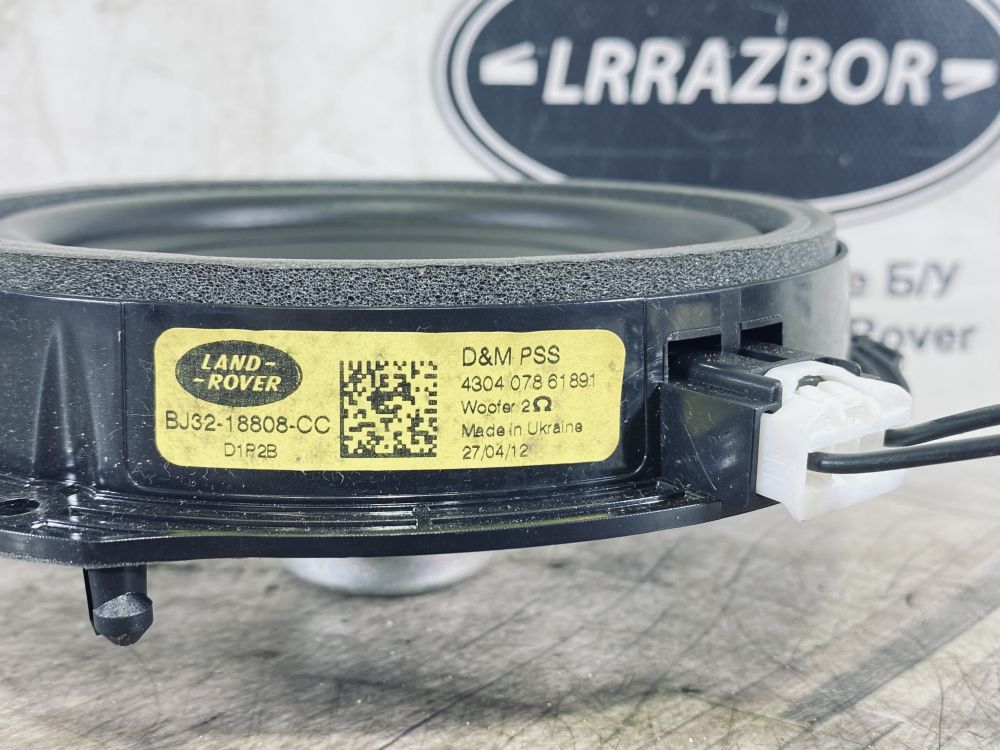 LRRAZBOR
е Б/У
Rover
LAND-
-ROVER
BJ32-18808-CC
D1P2B
D&M PSS
4304 078 61891
Woofer 2Ω
Made in Ukraine
27/04/12